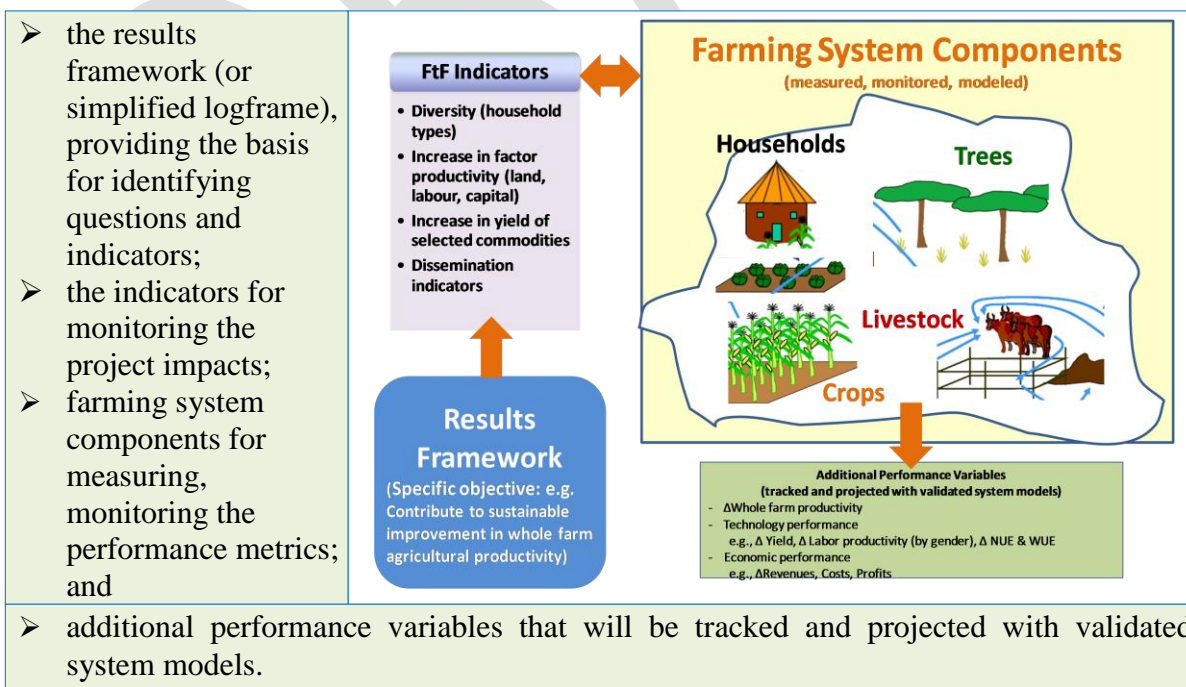 ➢ the results
framework (or
simplified logframe),
providing the basis
for identifying
questions and
indicators;
➢ the indicators for
monitoring the
project impacts;
➢ farming system
components for
measuring,
monitoring the
performance metrics;
and
FtF Indicators
• Diversity (household
types)
• Increase in factor
productivity (land,
labour, capital)
• Increase in yield of
selected commodities
• Dissemination
indicators
Results
Framework
(Specific objective: e.g.
Contribute to sustainable
improvement in whole farm
agricultural productivity)
Farming System Components
(measured, monitored, modeled)
Households
Trees
Livestock
Crops
Additional Performance Variables
(tracked and projected with validated system models)
- ΔWhole farm productivity
- Technology performance
e.g., Δ Yield, Δ Labor productivity (by gender), Δ NUE & WUE
- Economic performance
e.g., ΔRevenues, Costs, Profits
➢ additional performance variables that will be tracked and projected with validated
system models.